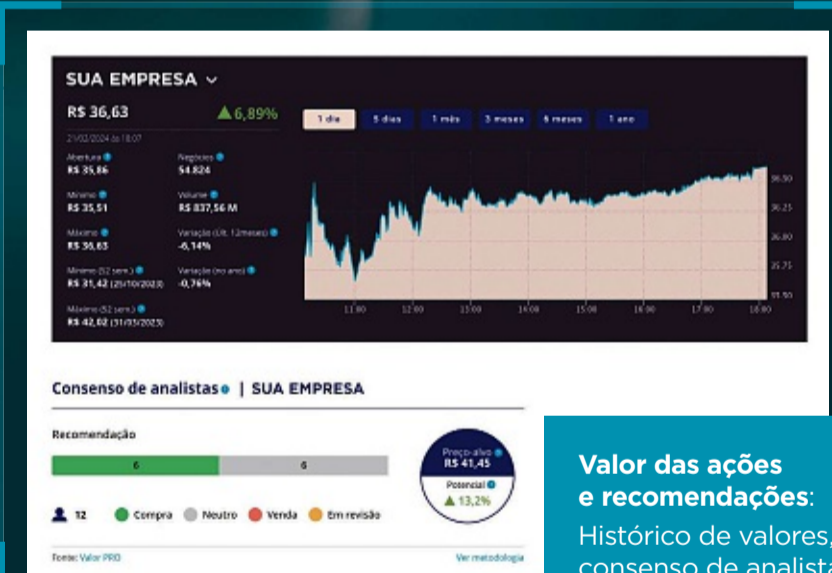 SUA EMPRESA
R$ 36,63 6,89%
21/02/2024 às 18:07
Abertura
R$ 35,86
Negócios
54.824
Mínimo
R$ 35,51
Volume
R$ 837,56 M
Máximo
R$ 36,63
Variação (Últ. 12meses)
-6,14%
Mínimo (52 sem.)
R$ 31,42 (25/10/2023)
Variação (no ano)
-0,76%
Máximo (52 sem.)
R$ 42,02 (31/03/2023)
1 dia 5 dias 1 mês 3 meses 6 meses 1 ano
36.50
36.25
36.00
35.75
35.50
11:00 12:00 13:00 14:00 15:00 16:00 17:00 18:00
Consenso de analistas | SUA EMPRESA
Recomendação
6 6
12 Compra Neutro Venda Em revisão
Preço-alvo
R$ 41,45
Potencial
13,2%
Fonte: Valor PRO
Ver metodologia
Valor das ações
e recomendações:
Histórico de valores,
consenso de analista